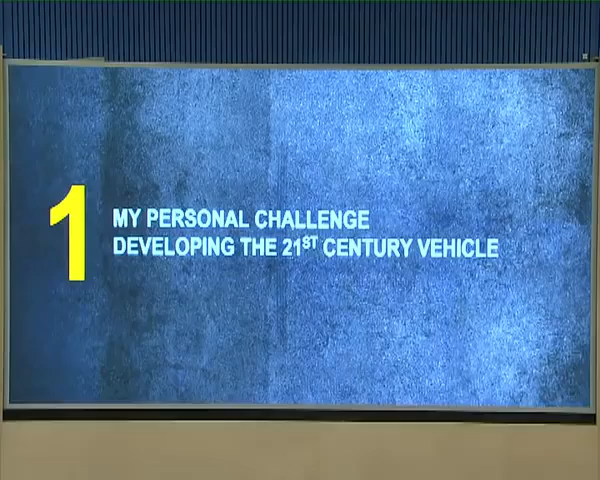 1
MY PERSONAL CHALLENGE
DEVELOPING THE 21ST CENTURY VEHICLE